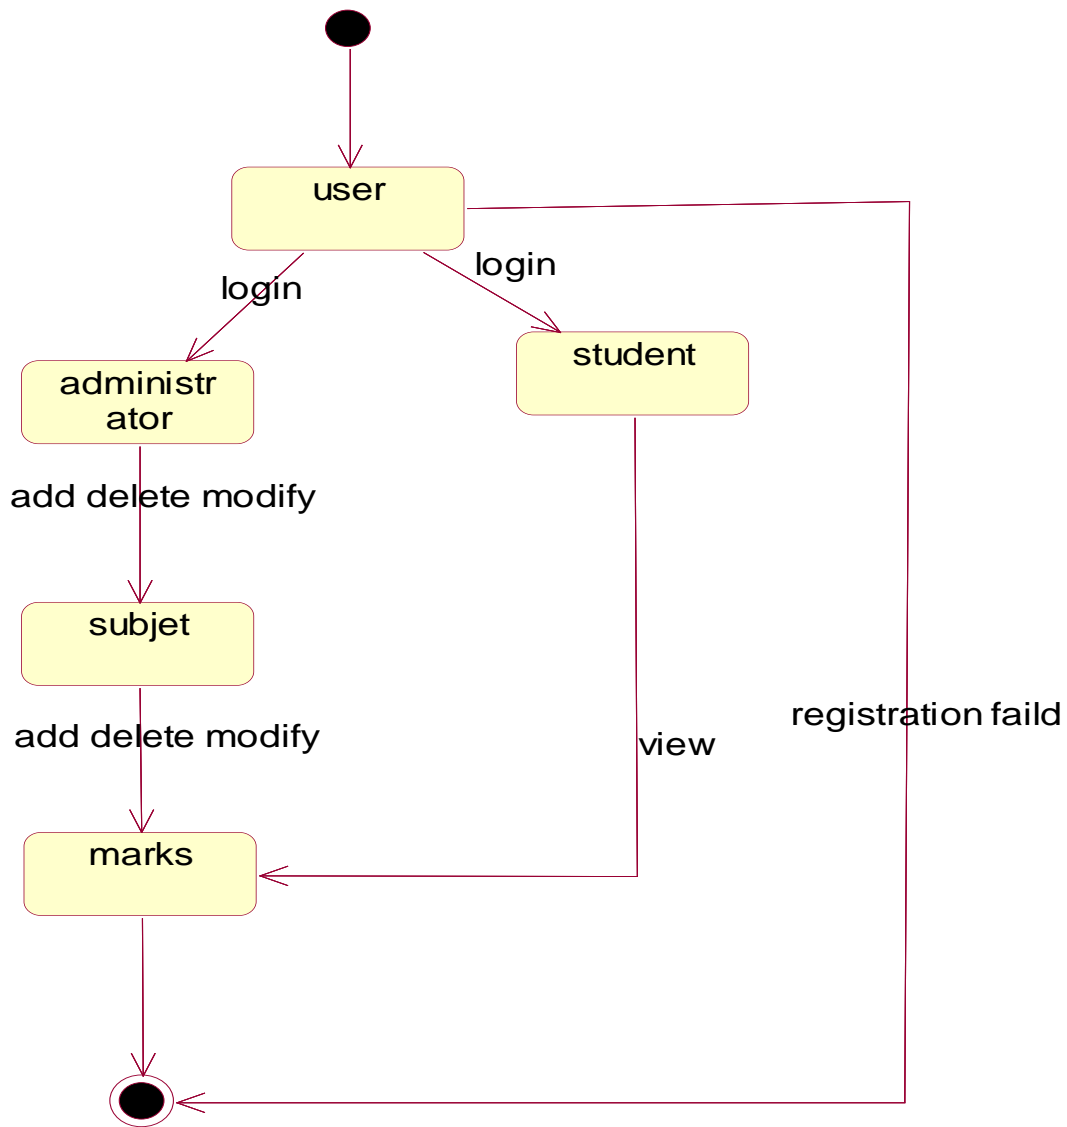 user
login
login
student
administr
ator
add delete modify
subjet
registration faild
add delete modify
view
marks